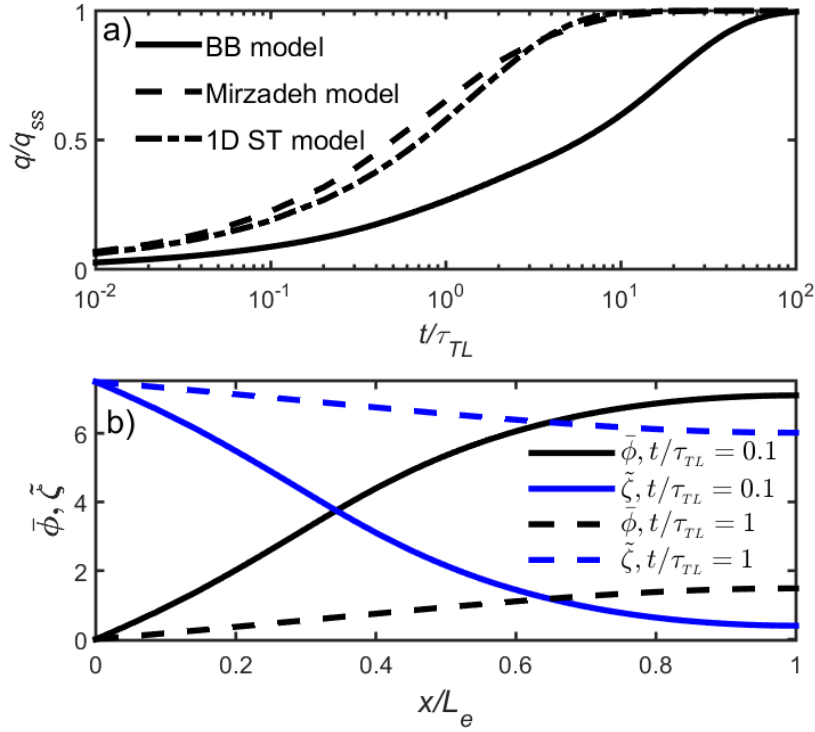 a)
BB model
Mirzadeh model
1D ST model
q/q_ss
1
0.5
0
10^-2
10^-1
10^0
10^1
10^2
t/τ_TL
b)
ϕ̄, ζ̃
6
4
2
0
ϕ̄, t/τ_TL = 0.1
ζ̃, t/τ_TL = 0.1
ϕ̄, t/τ_TL = 1
ζ̃, t/τ_TL = 1
0
0.2
0.4
0.6
0.8
1
x/L_e